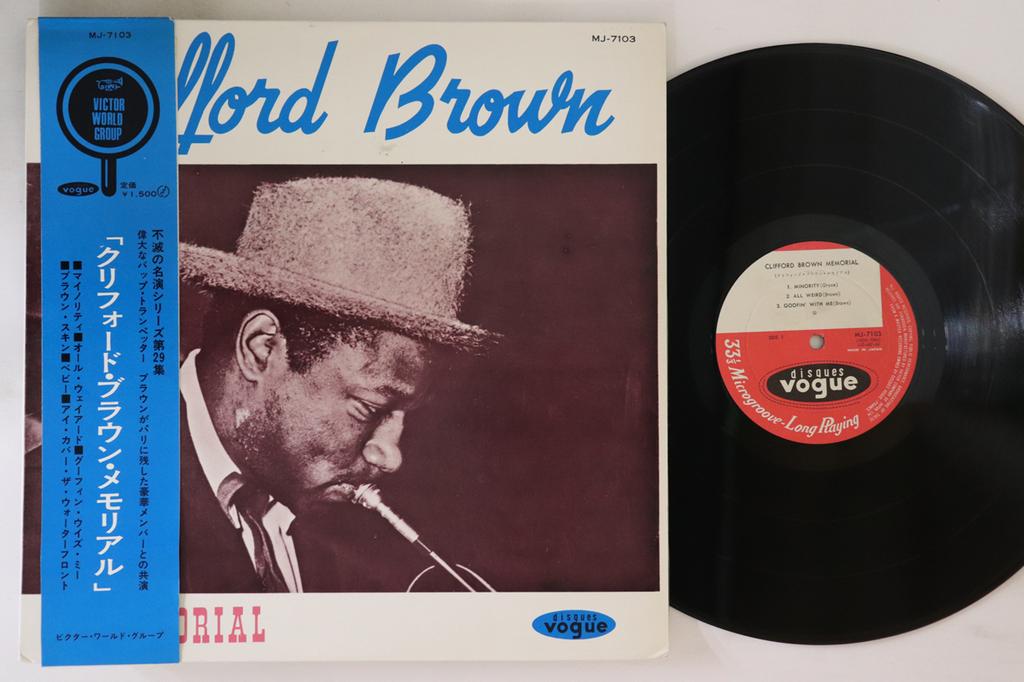 MJ-7103
VICTOR
WORLD
GROUP
vogue
定価
¥1,500
不滅の名演シリーズ第29集
偉大なバップ・トランペッター ブラウンがパリに残した豪華メンバーとの共演
「クリフォード・ブラウン・メモリアル」
■マイノリティ■オール・ウェイアード■グーフィン・ウイズ・ミー
■ブラウン・スキン■ベビー■アイ・カバー・ザ・ウォーターフロント
ビクター・ワールド・グループ
MJ-7103
fford Brown
ORIAL
disques
vogue
CLIFFORD BROWN MEMORIAL
1. MINORITY (Gryce)
2. ALL WEIRD (Brown)
3. GOOFIN' WITH ME (Brown)
SIDE 1
MJ-7103
disques
vogue
33⅓ Microgroove-Long Playing